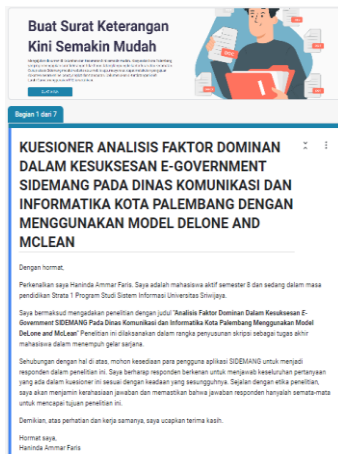 Buat Surat Keterangan
Kini Semakin Mudah
Bagian 1 dari 7
KUESIONER ANALISIS FAKTOR DOMINAN
DALAM KESUKSESAN E-GOVERNMENT
SIDEMANG PADA DINAS KOMUNIKASI DAN
INFORMATIKA KOTA PALEMBANG DENGAN
MENGGUNAKAN MODEL DELONE AND
MCLEAN
Dengan hormat,
Perkenalkan saya Haninda Ammar Faris. Saya adalah mahasiswa aktif semester 8 dan sedang dalam masa
pendidikan Strata 1 Program Studi Sistem Informasi Universitas Sriwijaya.
Saya bermaksud mengadakan penelitian dengan judul "Analisis Faktor Dominan Dalam Kesuksesan E-
Government SIDEMANG Pada Dinas Komunikasi dan Informatika Kota Palembang Menggunakan Model
DeLone and McLean" Penelitian ini dilaksanakan dalam rangka penyusunan skripsi sebagai tugas akhir
mahasiswa dalam menempuh gelar sarjana.
Sehubungan dengan hal di atas, mohon kesediaan para pengguna aplikasi SIDEMANG untuk menjadi
responden dalam penelitian ini. Saya berharap responden berkenan untuk menjawab keseluruhan pertanyaan
yang ada dalam kuesioner ini sesuai dengan keadaan yang sesungguhnya. Sejalan dengan etika penelitian,
saya akan menjamin kerahasiaan jawaban dan memastikan bahwa jawaban responden hanyalah semata-mata
untuk mencapai tujuan penelitian ini.
Demikian, atas perhatian dan kerja samanya, saya ucapkan terima kasih.
Hormat saya,
Haninda Ammar Faris